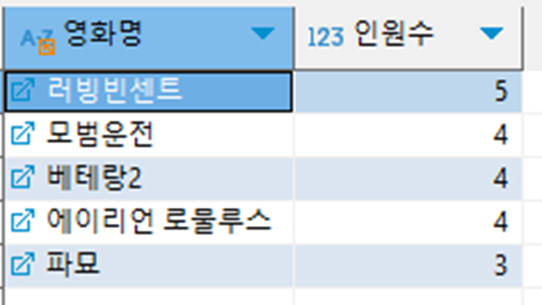 A-Z 영화명 123 인원수
러빙빈센트 5
모범운전 4
베테랑2 4
에이리언 로물루스 4
파묘 3